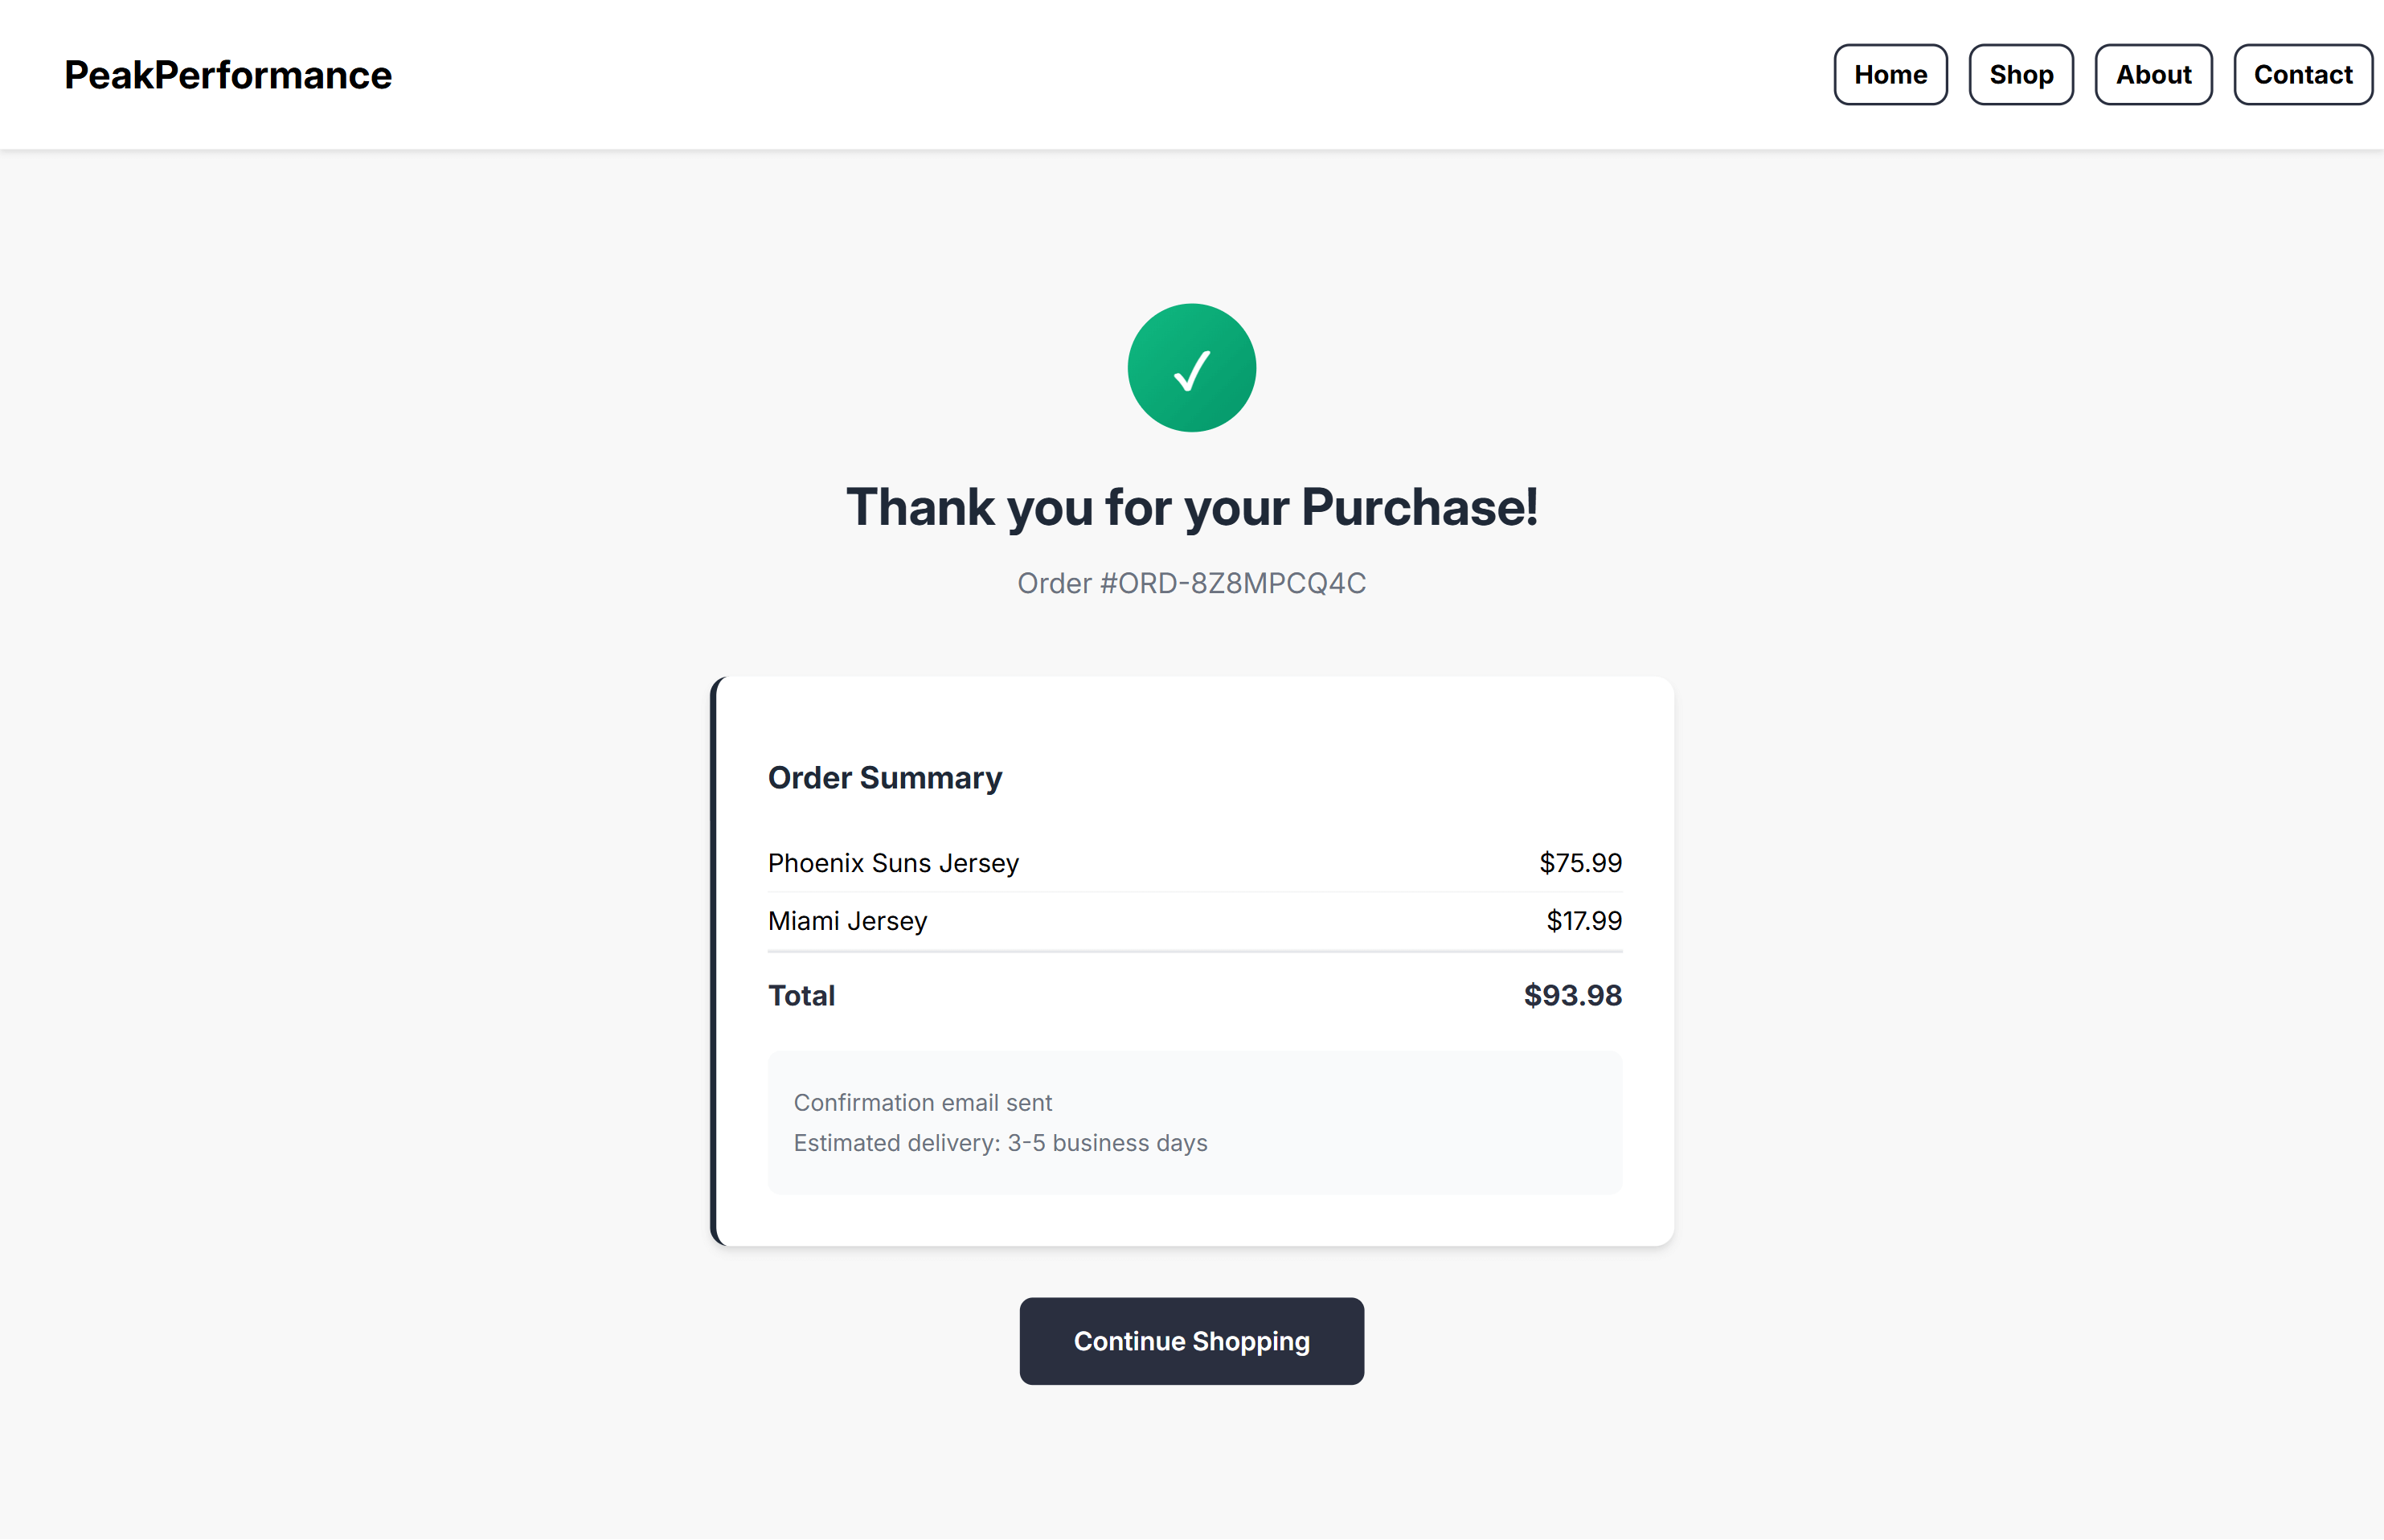 PeakPerformance
Home Shop About Contact
✓
Thank you for your Purchase!
Order #ORD-8Z8MPCQ4C
Order Summary
Phoenix Suns Jersey $75.99
Miami Jersey $17.99
Total $93.98
Confirmation email sent
Estimated delivery: 3-5 business days
Continue Shopping